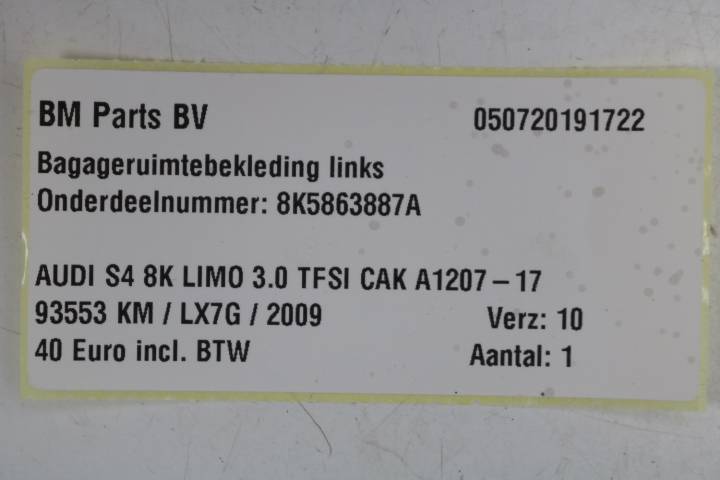 BM Parts BV 050720191722
Bagageruimtebekleding links
Onderdeelnummer: 8K5863887A
AUDI S4 8K LIMO 3.0 TFSI CAK A1207 – 17
93553 KM / LX7G / 2009 Verz: 10
40 Euro incl. BTW Aantal: 1